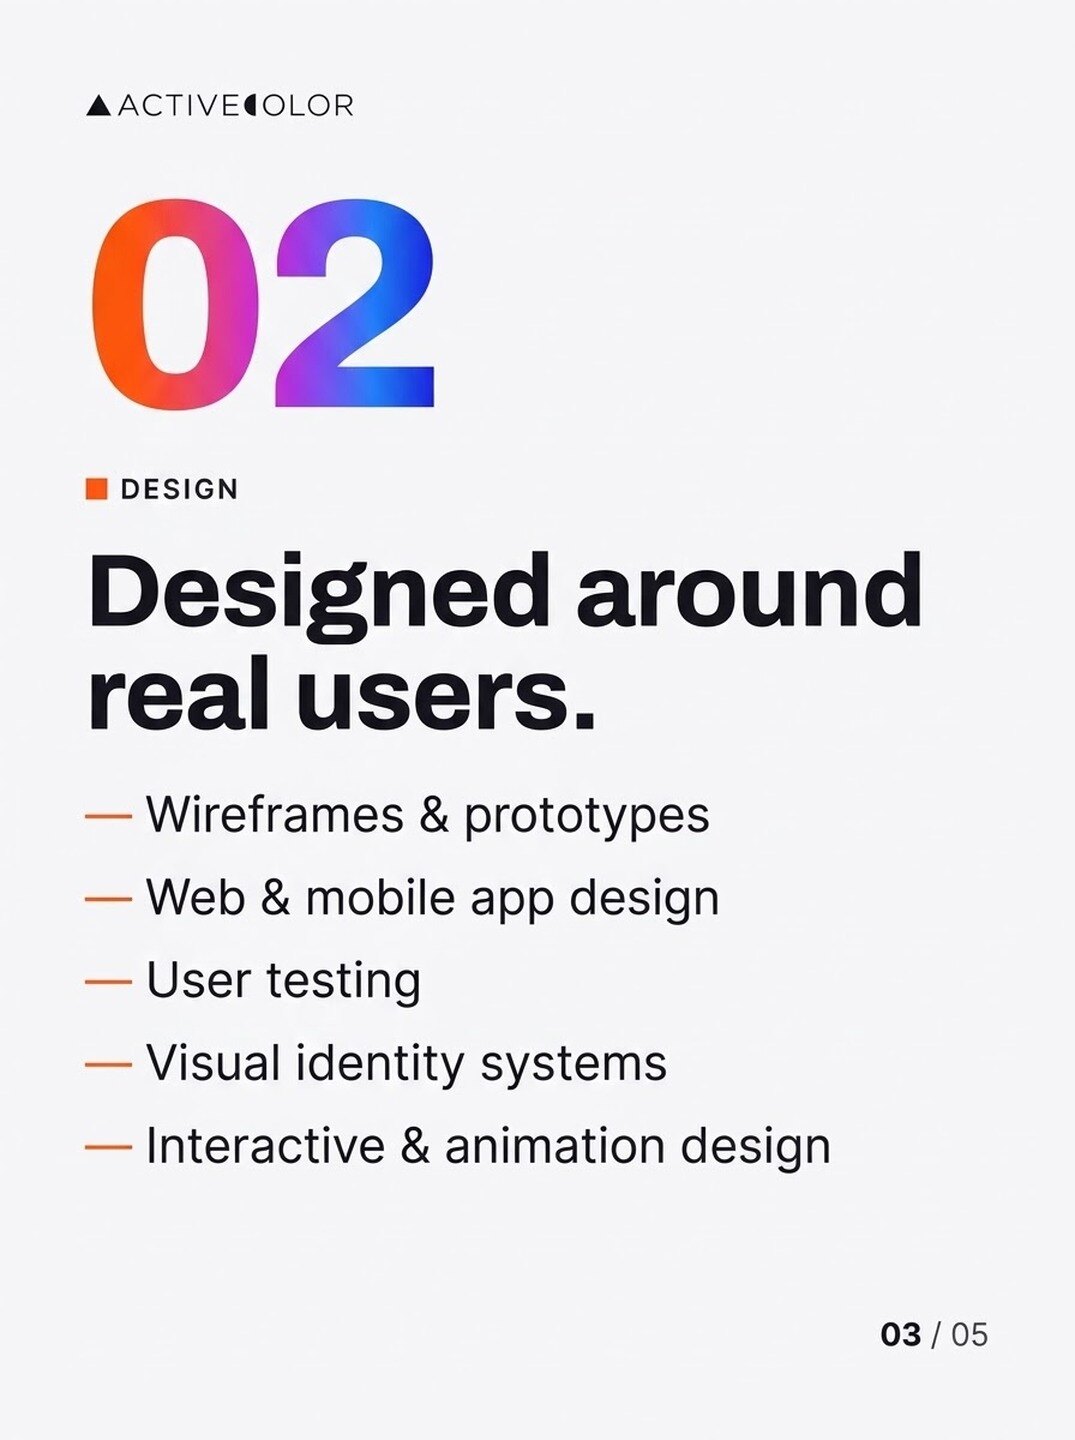 ACTIVECOLOR
02
DESIGN
Designed around
real users.
— Wireframes & prototypes
— Web & mobile app design
— User testing
— Visual identity systems
— Interactive & animation design
03 / 05